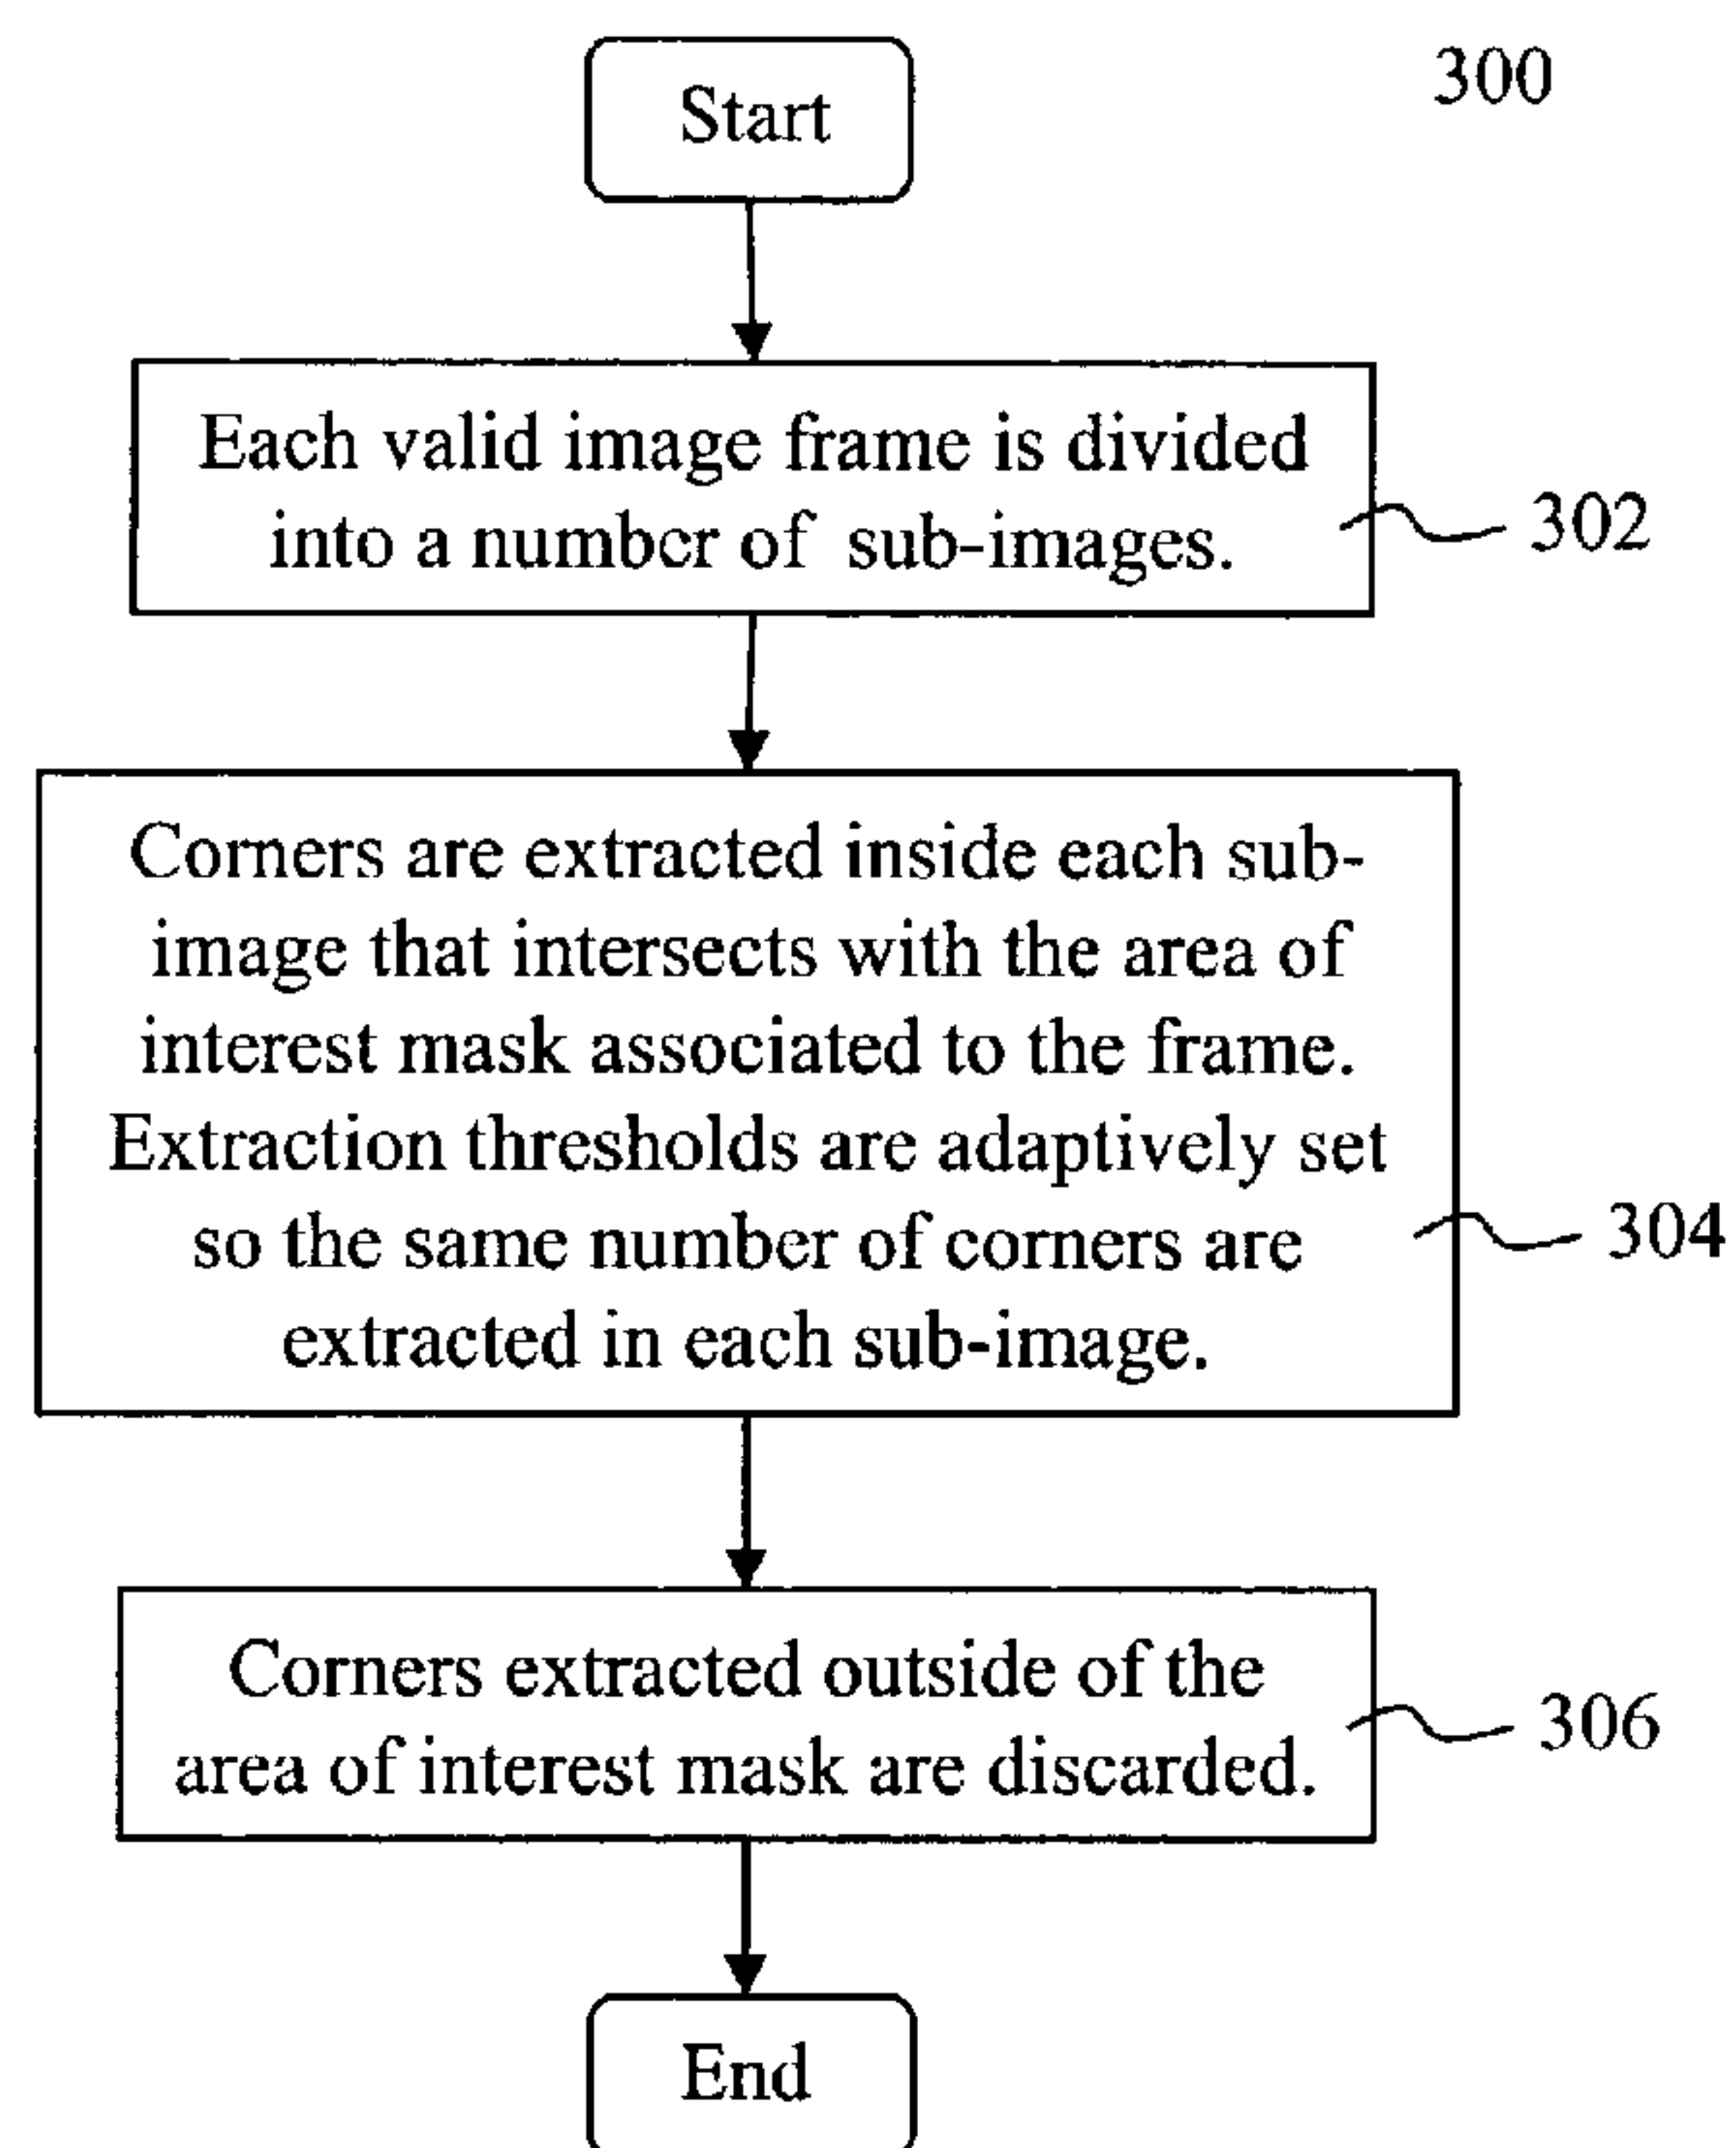 Start
300
Each valid image frame is divided
into a number of sub-images.
302
Corners are extracted inside each sub-
image that intersects with the area of
interest mask associated to the frame.
Extraction thresholds are adaptively set
so the same number of corners are
extracted in each sub-image.
304
Corners extracted outside of the
area of interest mask are discarded.
306
End